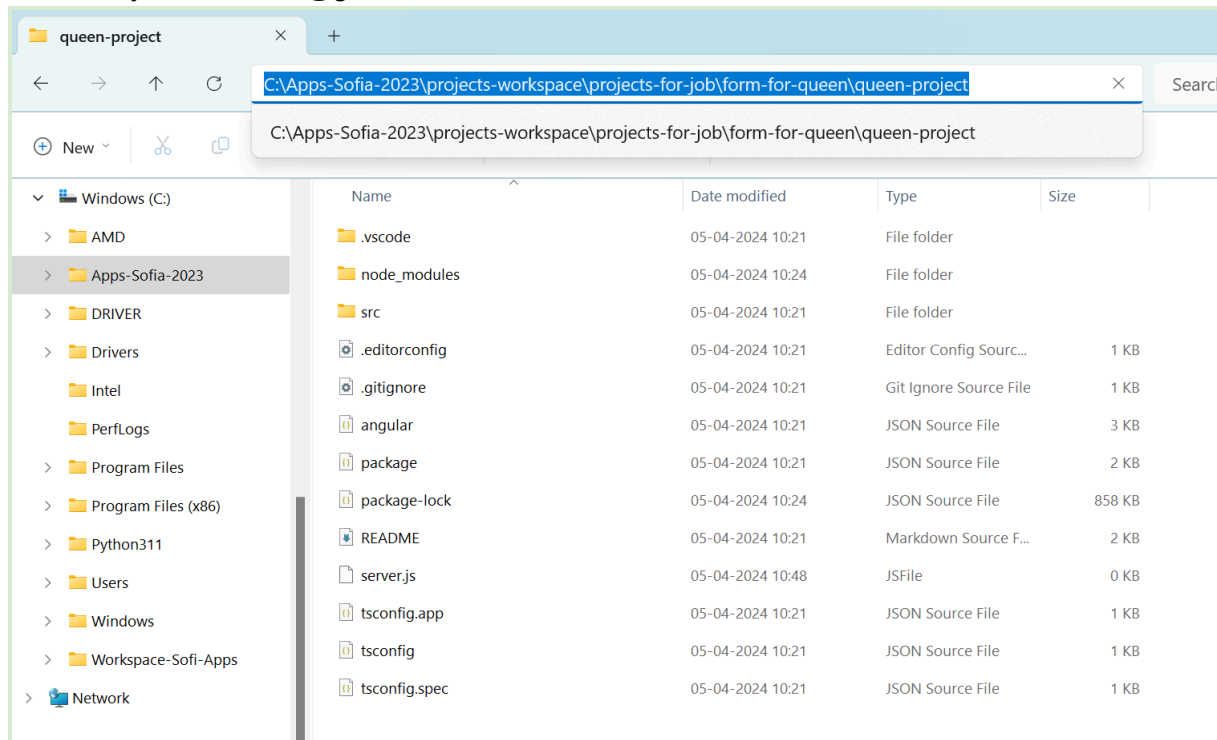 queen-project
C:\Apps-Sofia-2023\projects-workspace\projects-for-job\form-for-queen\queen-project
C:\Apps-Sofia-2023\projects-workspace\projects-for-job\form-for-queen\queen-project
New
Windows (C:)
AMD
Apps-Sofia-2023
DRIVER
Drivers
Intel
PerfLogs
Program Files
Program Files (x86)
Python311
Users
Windows
Workspace-Sofi-Apps
Network
Name Date modified Type Size
.vscode 05-04-2024 10:21 File folder
node_modules 05-04-2024 10:24 File folder
src 05-04-2024 10:21 File folder
.editorconfig 05-04-2024 10:21 Editor Config Sourc... 1 KB
.gitignore 05-04-2024 10:21 Git Ignore Source File 1 KB
angular 05-04-2024 10:21 JSON Source File 3 KB
package 05-04-2024 10:21 JSON Source File 2 KB
package-lock 05-04-2024 10:24 JSON Source File 858 KB
README 05-04-2024 10:21 Markdown Source F... 2 KB
server.js 05-04-2024 10:48 JSFile 0 KB
tsconfig.app 05-04-2024 10:21 JSON Source File 1 KB
tsconfig 05-04-2024 10:21 JSON Source File 1 KB
tsconfig.spec 05-04-2024 10:21 JSON Source File 1 KB